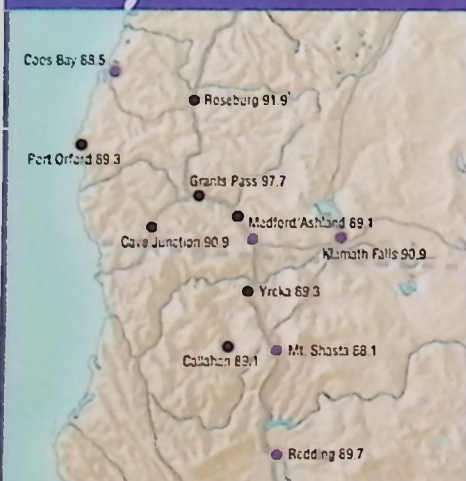 Coos Bay 88.5
Roseburg 91.9
Port Orford 89.3
Grants Pass 97.7
Medford/Ashland 89.1
Cave Junction 90.9
Klamath Falls 90.9
Yreka 89.3
Callahan 89.1
Mt. Shasta 88.1
Redding 89.7